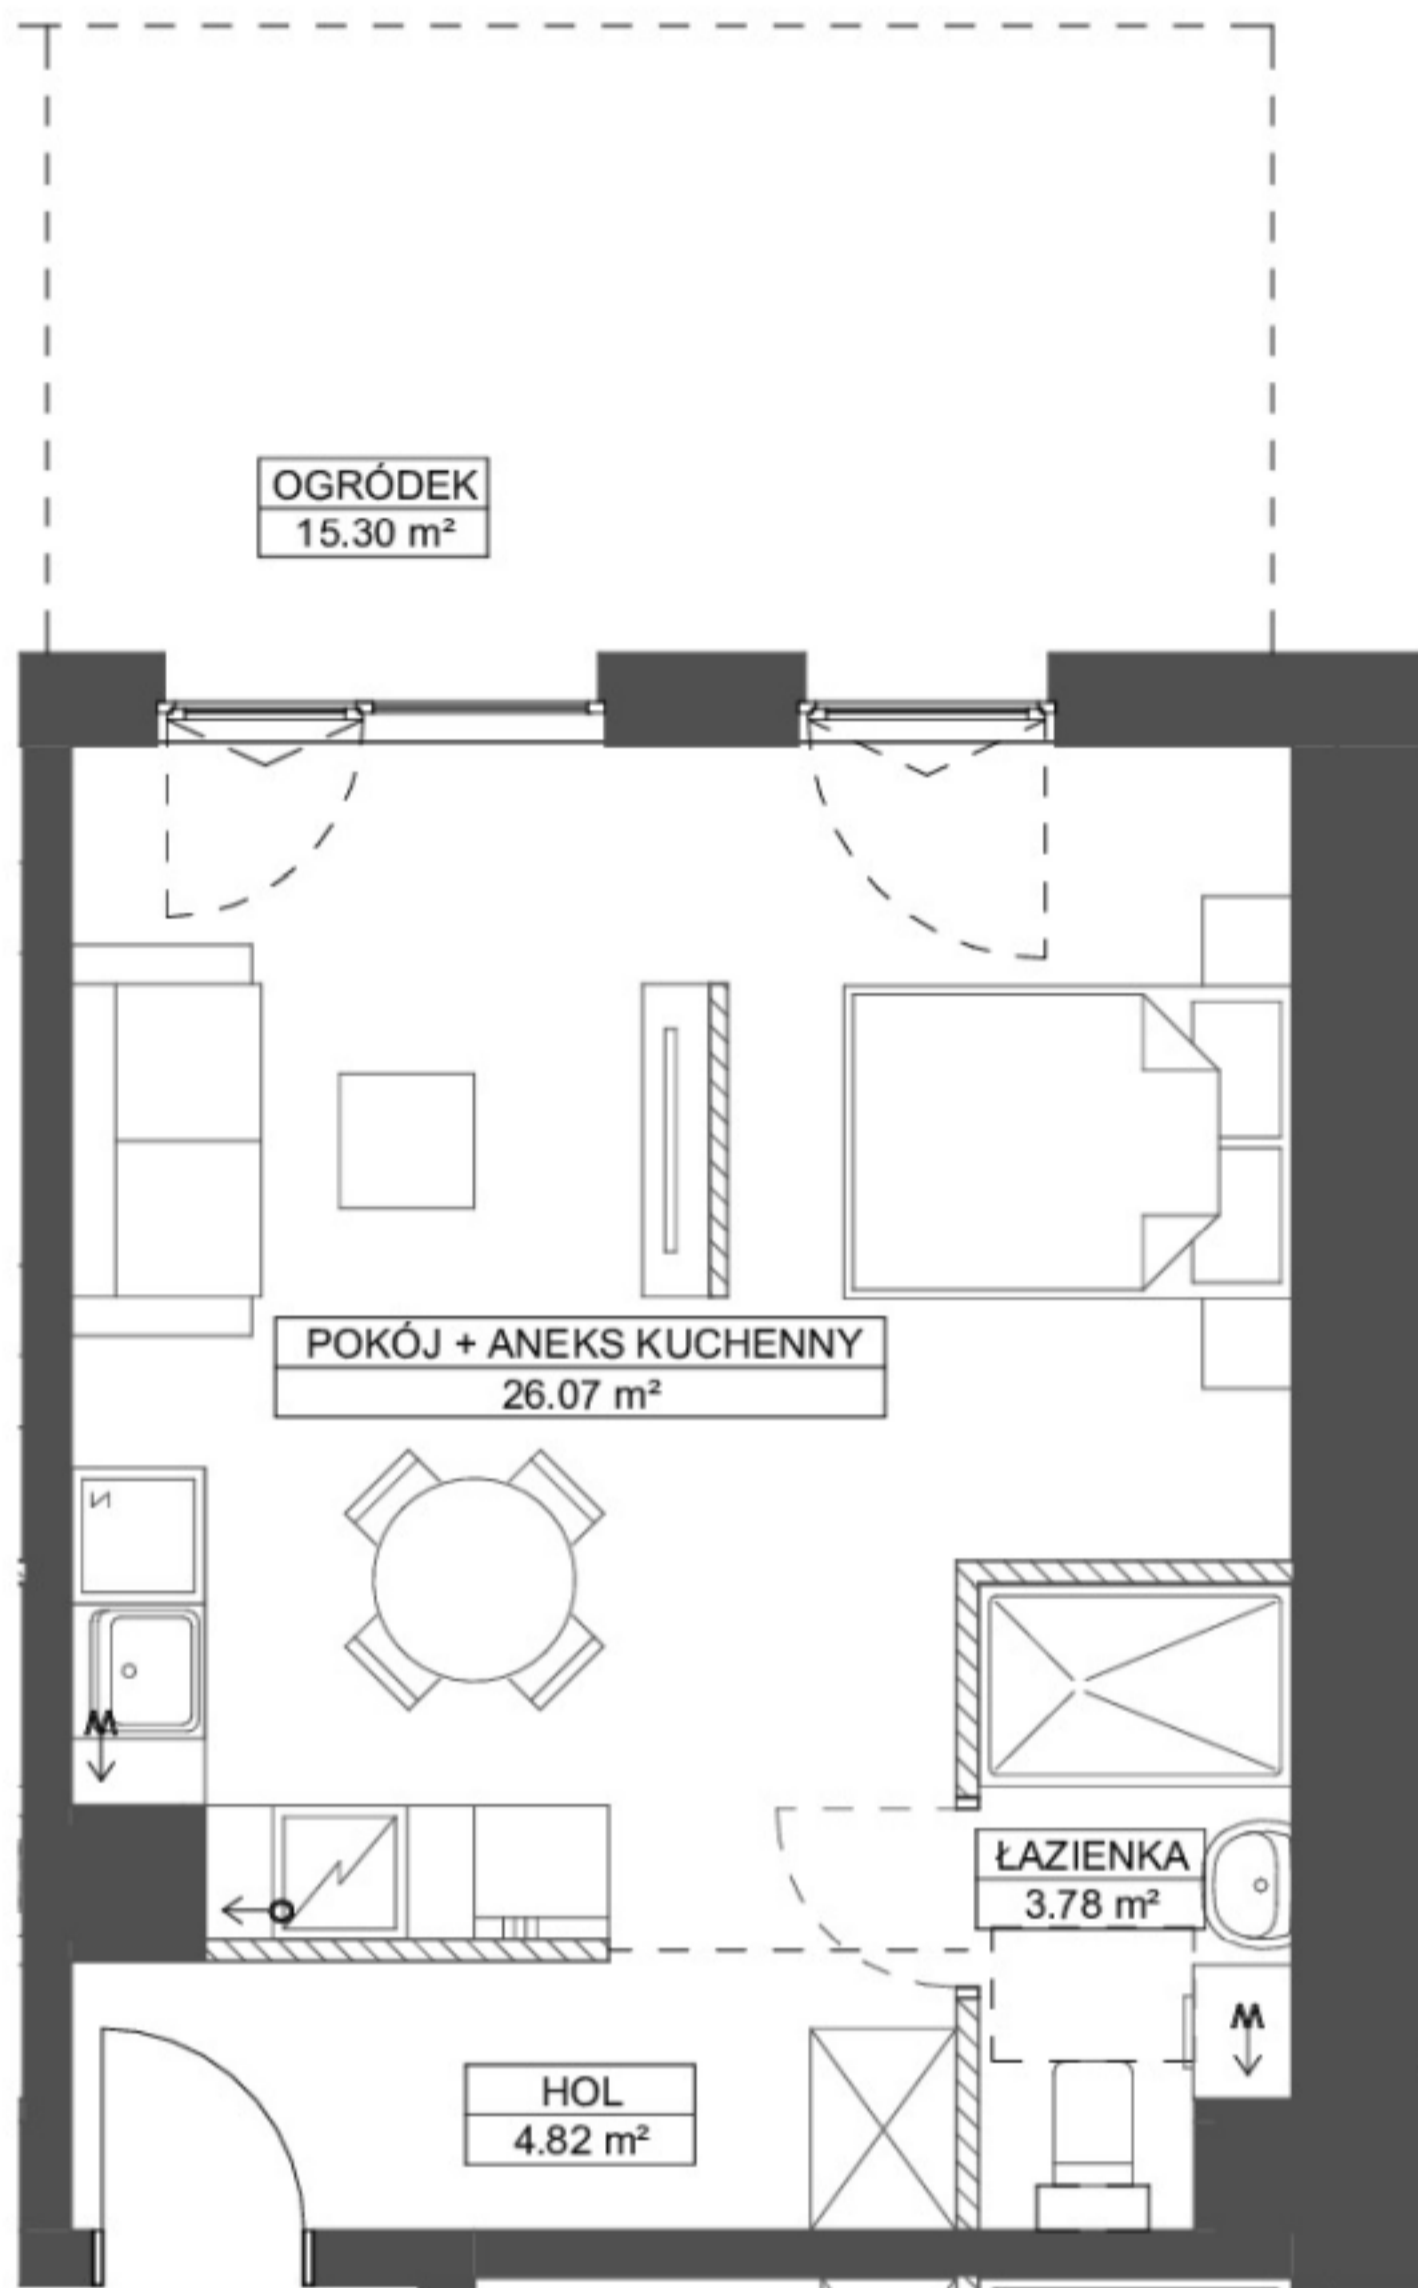 OGRÓDEK
15.30 m²
POKÓJ + ANEKS KUCHENNY
26.07 m²
W
ŁAZIENKA
3.78 m²
W
HOL
4.82 m²